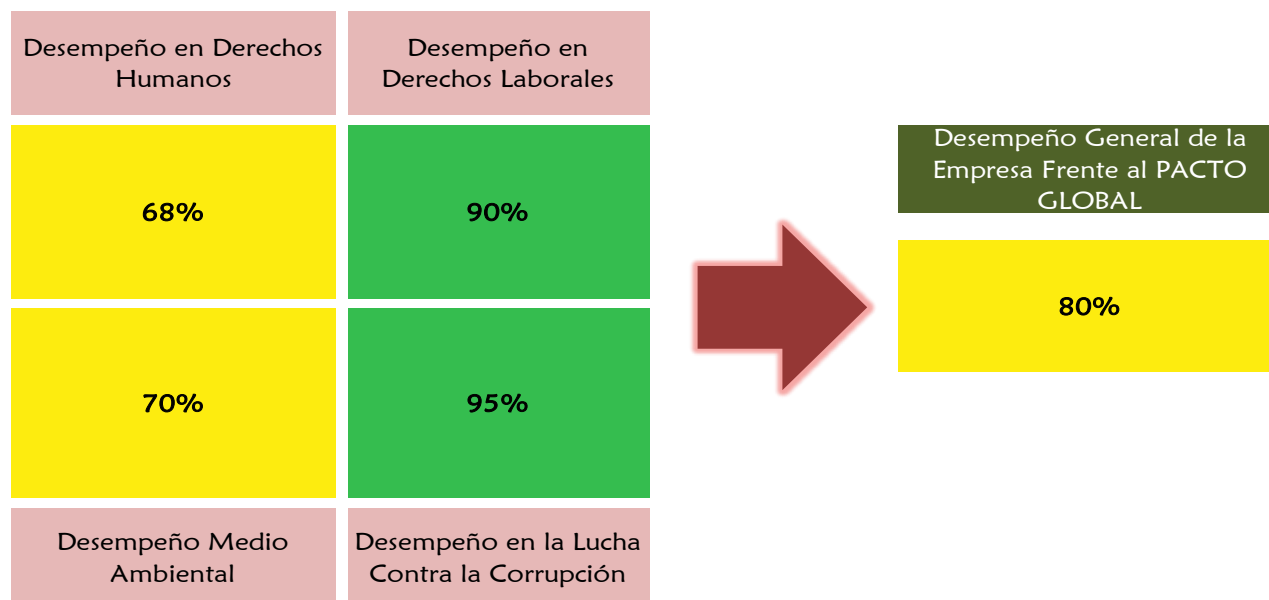 Desempeño en Derechos
Humanos
Desempeño en
Derechos Laborales
68%
90%
70%
95%
Desempeño Medio
Ambiental
Desempeño en la Lucha
Contra la Corrupción
Desempeño General de la
Empresa Frente al PACTO
GLOBAL
80%